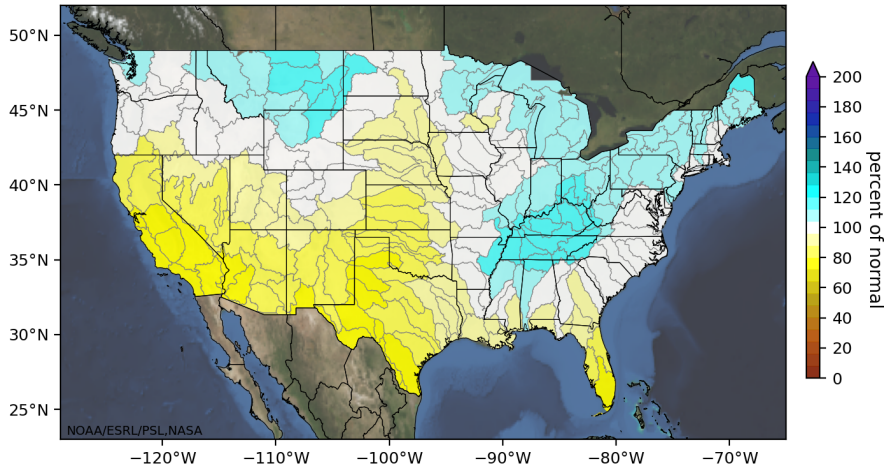 50°N
45°N
40°N
35°N
30°N
25°N
NOAA/ESRL/PSL,NASA
−120°W
−110°W
−100°W
−90°W
−80°W
−70°W
200
180
160
140
120
100
80
60
40
20
0
percent of normal